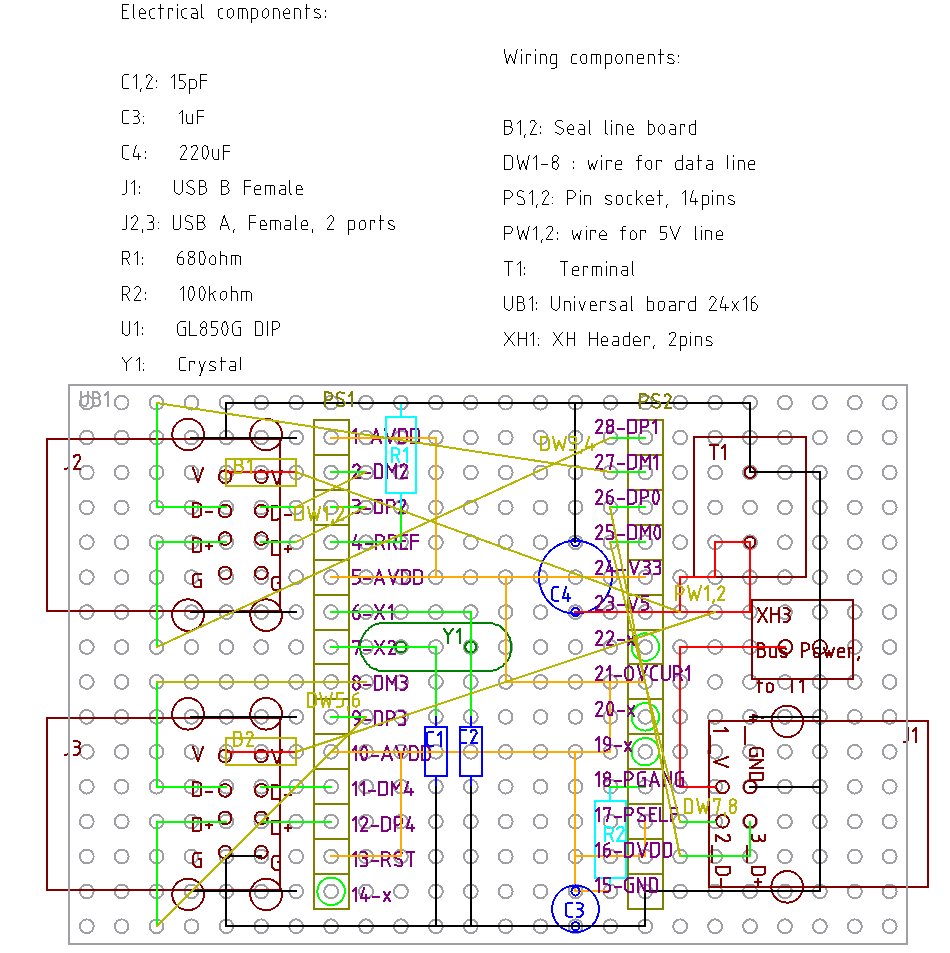 Electrical components:
C1,2: 15pF
C3: 1uF
C4: 220uF
J1: USB B Female
J2,3: USB A, Female, 2 ports
R1: 680ohm
R2: 100kohm
U1: GL850G DIP
Y1: Crystal
Wiring components:
B1,2: Seal line board
DW1-8 : wire for data line
PS1,2: Pin socket, 14pins
PW1,2: wire for 5V line
T1: Terminal
UB1: Universal board 24x16
XH1: XH Header, 2pins
UB1
PS1
PS2
J2
V
B1
V
D-
D-
DW1,2
D+
D+
G
G
1-AVDD
2-DM2
3-DP2
4-RREF
5-AVDD
6-X1
7-X2
8-DM3
9-DP3
10-AVDD
11-DM4
12-DP4
13-RST
14-x
R1
DW3,4
28-DP1
27-DM1
26-DP0
25-DM0
24-V33
23-V5
22-x
21-OVCUR1
20-x
19-x
18-PGANG
17-PSELF
16-DVDD
15-GND
T1
C4
PW1,2
Y1
XH3
Bus Power,
to T1
DW5,6
J3
V
B2
V
D-
D-
D+
D+
G
G
C1
C2
R2
C3
DW7,8
J1
1_V
_GND
2_D-
3_D+